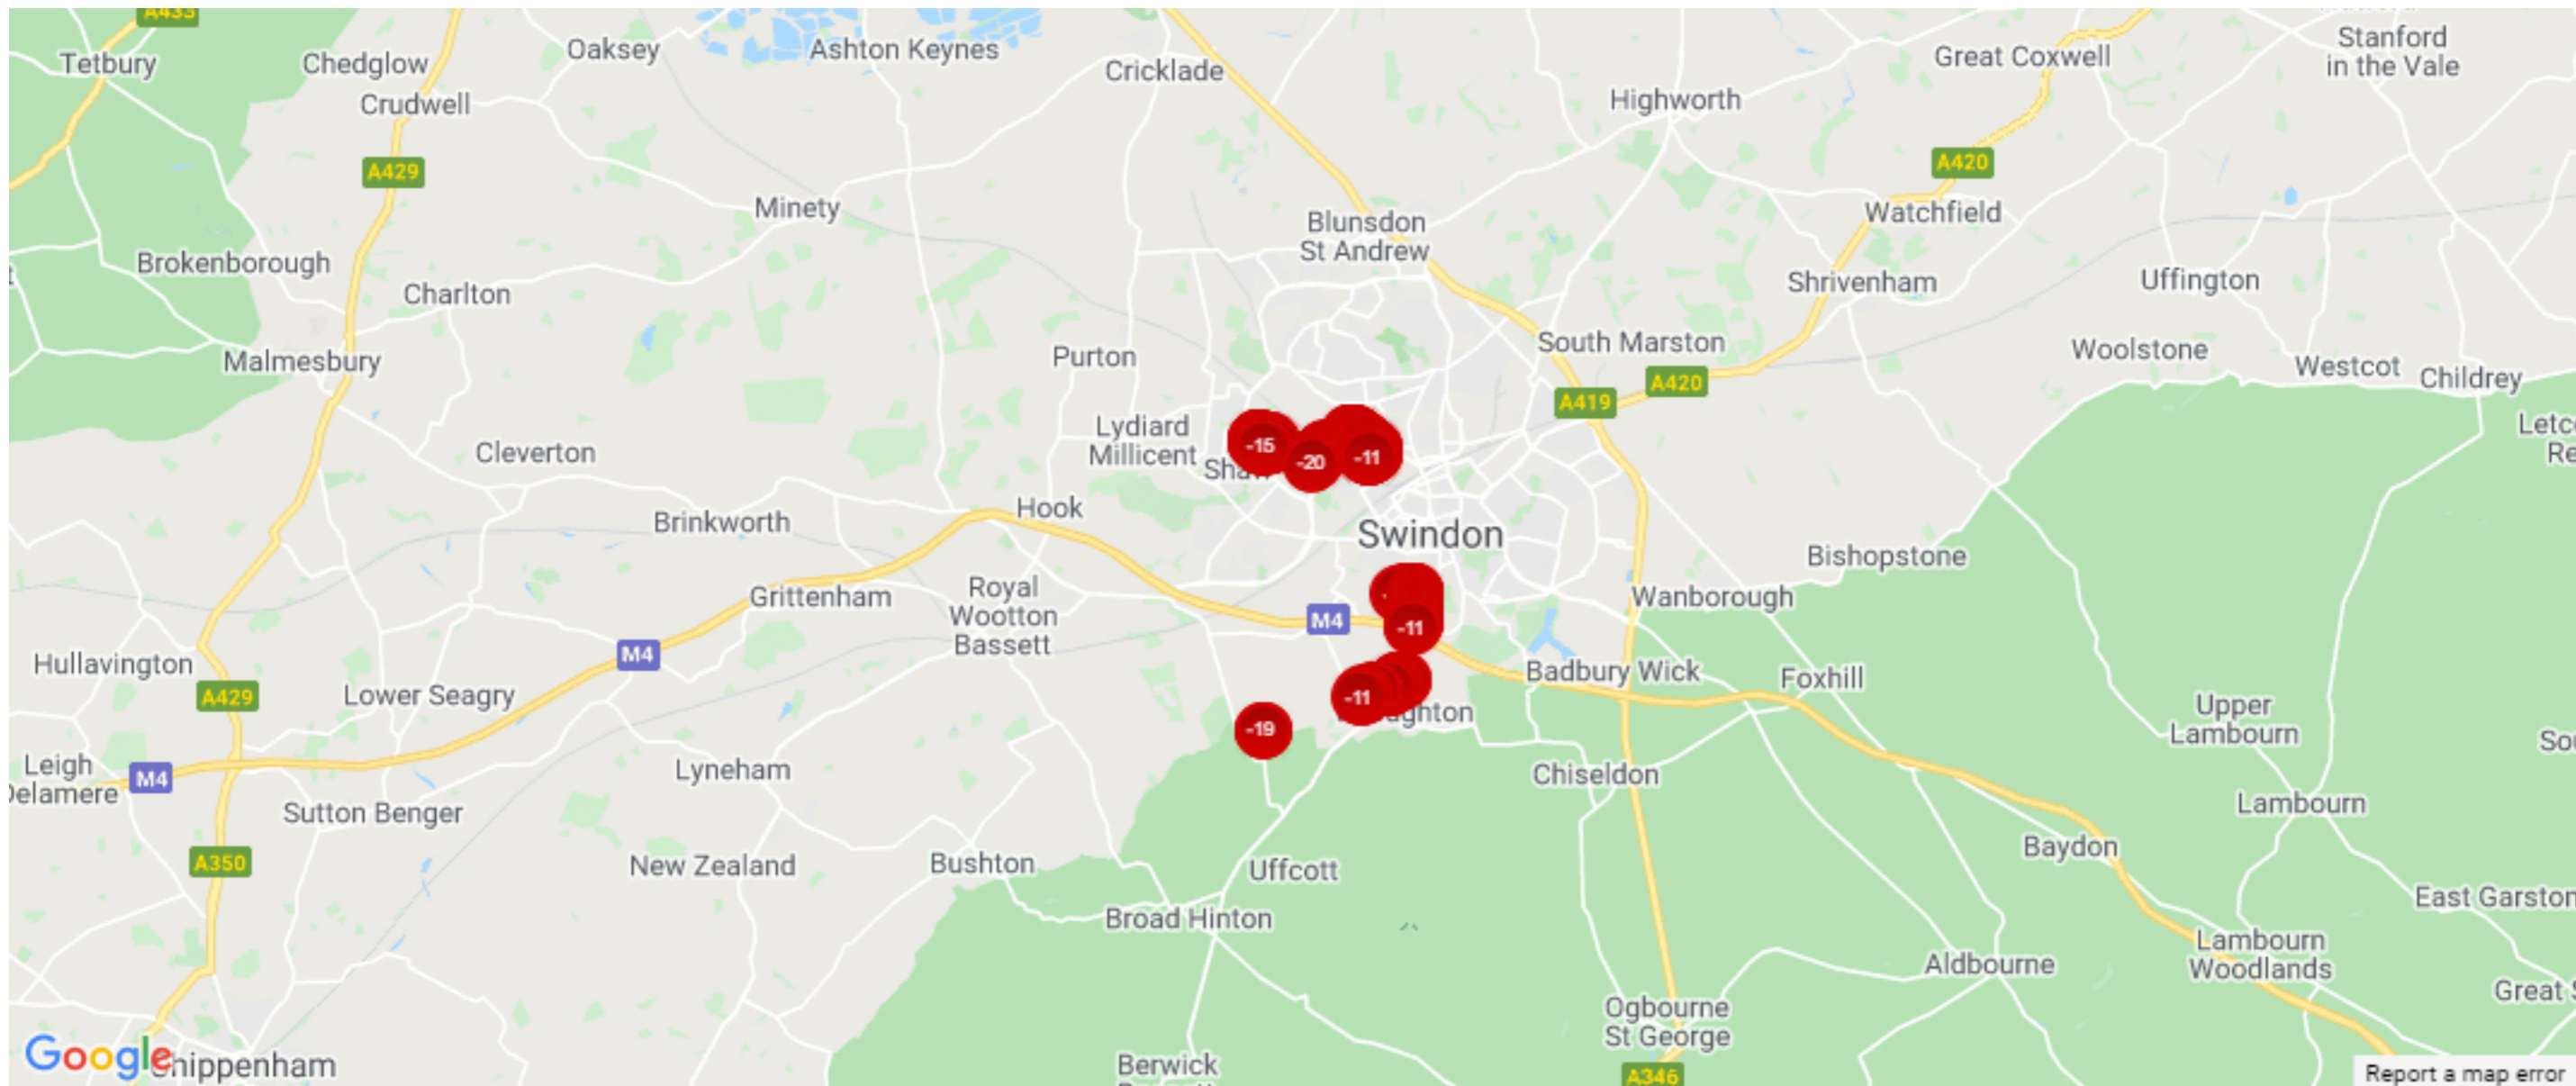 A433
Tetbury
Chedglow
Oaksey
Ashton Keynes
Cricklade
Great Coxwell
Stanford
in the Vale
Crudwell
Highworth
A429
A420
Minety
Blunsdon
St Andrew
Watchfield
Brokenborough
Charlton
Shrivenham
Uffington
Malmesbury
Purton
South Marston
Woolstone
Westcot
Childrey
A420
A419
Lydiard
Millicent
-15
-20
-11
Cleverton
Hook
Brinkworth
Swindon
Bishopstone
Grittenham
Royal
Wootton
Bassett
M4
-11
Wanborough
M4
Hullavington
A429
Lower Seagry
-11
Badbury Wick
Foxhill
Upper
Lambourn
-19
Leigh
Delamere
M4
Lyneham
Chiseldon
Sutton Benger
Lambourn
A350
New Zealand
Bushton
Uffcott
Baydon
East Garston
Broad Hinton
Aldbourne
Lambourn
Woodlands
Great
Ogbourne
St George
Google
Berwick
A346
Report a map error